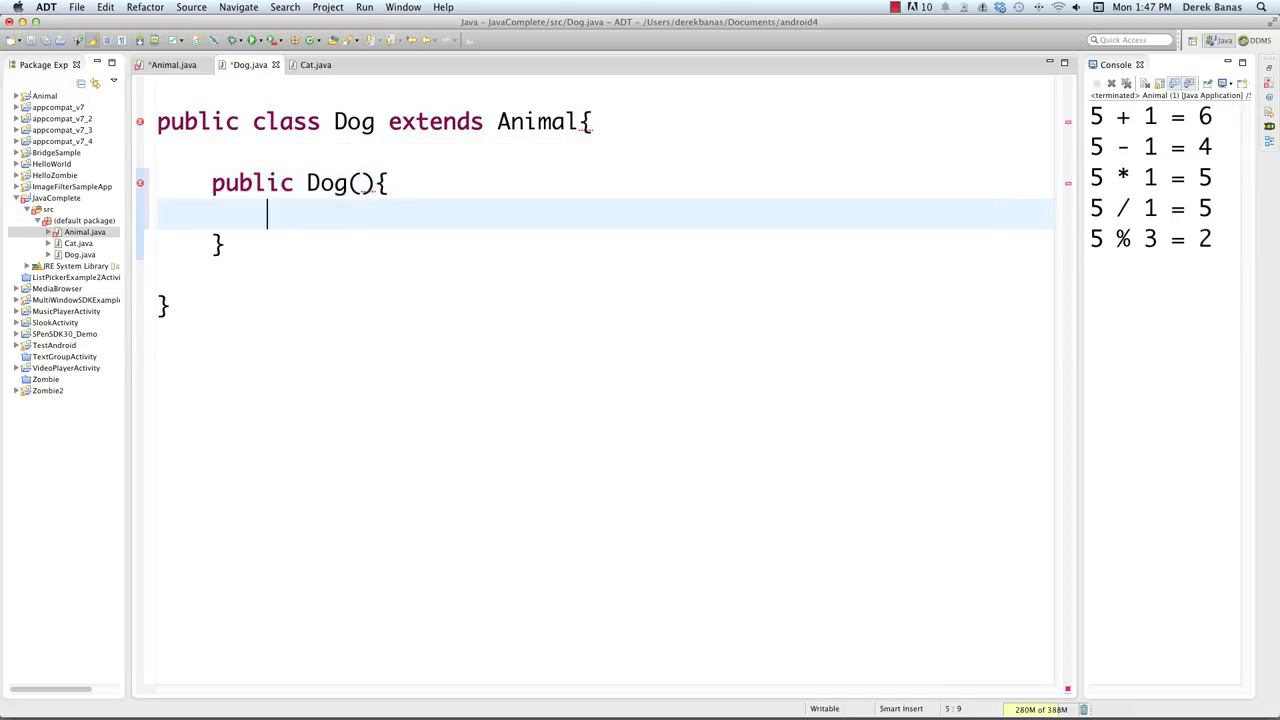 ADT File Edit Refactor Source Navigate Search Project Run Window Help 10 Mon 1:47 PM Derek Banas
Java - JavaComplete/src/Dog.java - ADT - /Users/derekbanas/Documents/android4
Quick Access Java DDMS
Package Exp *Animal.java *Dog.java Cat.java Console
<terminated> Animal (1) [Java Application] /S
Animal
appcompat_v7
appcompat_v7_2
appcompat_v7_3
appcompat_v7_4
BridgeSample
HelloWorld
HelloZombie
ImageFilterSampleApp
JavaComplete
src
(default package)
Animal.java
Cat.java
Dog.java
JRE System Library [Ja
ListPickerExample2Activi
MediaBrowser
MultiWindowSDKExample
MusicPlayerActivity
SlookActivity
SPenSDK30_Demo
TestAndroid
TextGroupActivity
VideoPlayerActivity
Zombie
Zombie2
public class Dog extends Animal{
public Dog(){
}
}
5 + 1 = 6
5 - 1 = 4
5 * 1 = 5
5 / 1 = 5
5 % 3 = 2
Writable Smart Insert 5 : 9 280M of 388M